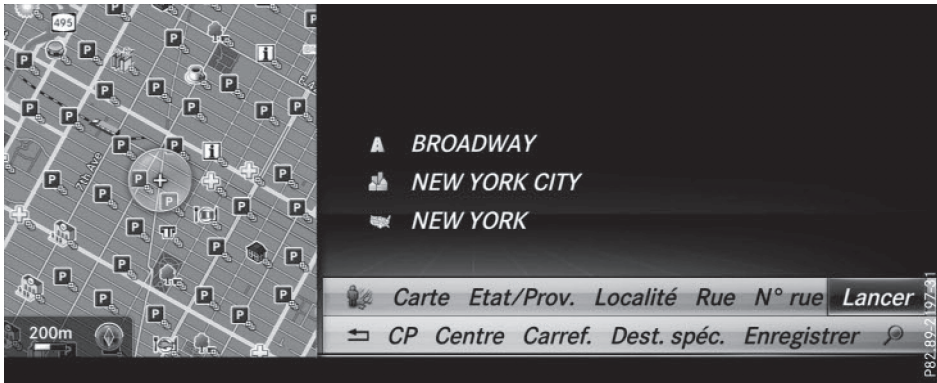 495
E 4
7th Ave
200m
BROADWAY
NEW YORK CITY
NEW YORK
Carte Etat/Prov. Localité Rue N° rue Lancer
CP Centre Carref. Dest. spéc. Enregistrer
P82.89-2197-31